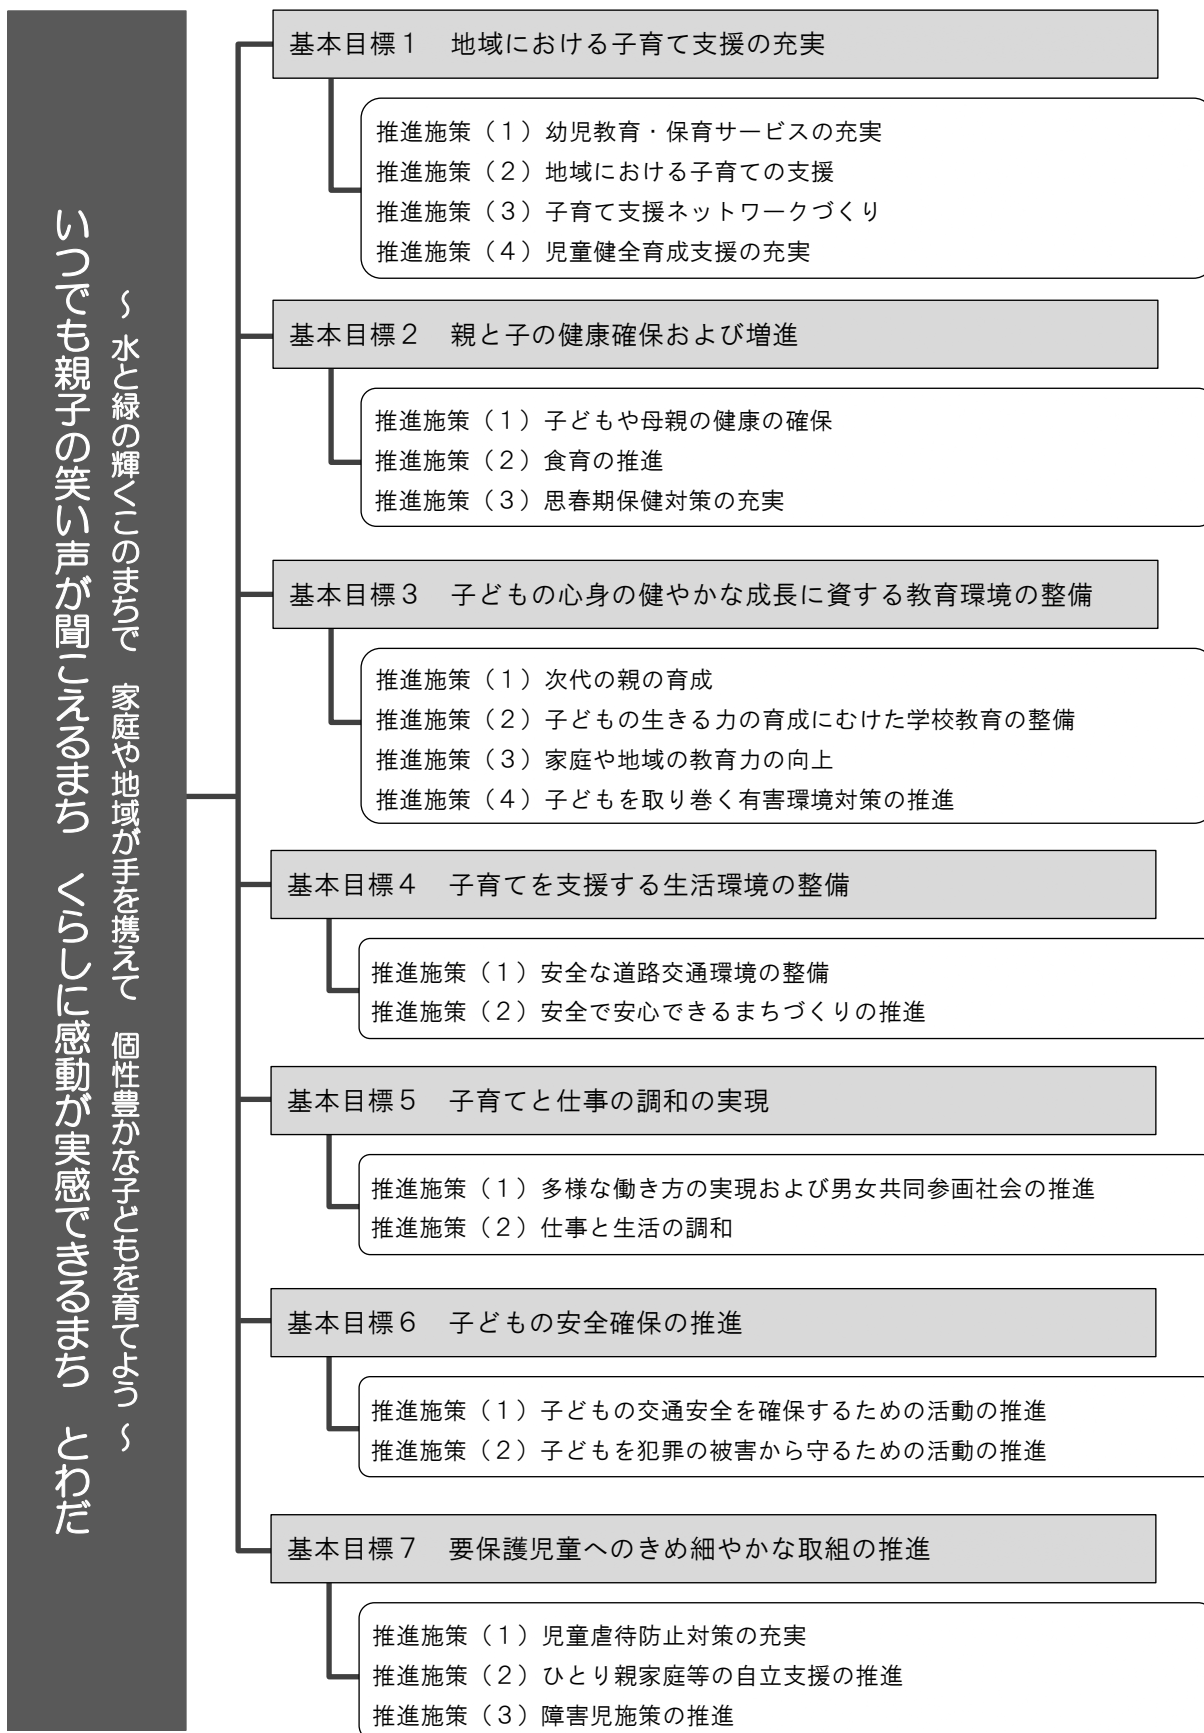 いつでも親子の笑い声が聞こえるまち　くらしに感動が実感できるまち　とわだ
～ 水と緑の輝くこのまちで　家庭や地域が手を携えて　個性豊かな子どもを育てよう ～
基本目標１　地域における子育て支援の充実
推進施策（１）幼児教育・保育サービスの充実
推進施策（２）地域における子育ての支援
推進施策（３）子育て支援ネットワークづくり
推進施策（４）児童健全育成支援の充実
基本目標２　親と子の健康確保および増進
推進施策（１）子どもや母親の健康の確保
推進施策（２）食育の推進
推進施策（３）思春期保健対策の充実
基本目標３　子どもの心身の健やかな成長に資する教育環境の整備
推進施策（１）次代の親の育成
推進施策（２）子どもの生きる力の育成にむけた学校教育の整備
推進施策（３）家庭や地域の教育力の向上
推進施策（４）子どもを取り巻く有害環境対策の推進
基本目標４　子育てを支援する生活環境の整備
推進施策（１）安全な道路交通環境の整備
推進施策（２）安全で安心できるまちづくりの推進
基本目標５　子育てと仕事の調和の実現
推進施策（１）多様な働き方の実現および男女共同参画社会の推進
推進施策（２）仕事と生活の調和
基本目標６　子どもの安全確保の推進
推進施策（１）子どもの交通安全を確保するための活動の推進
推進施策（２）子どもを犯罪の被害から守るための活動の推進
基本目標７　要保護児童へのきめ細やかな取組の推進
推進施策（１）児童虐待防止対策の充実
推進施策（２）ひとり親家庭等の自立支援の推進
推進施策（３）障害児施策の推進